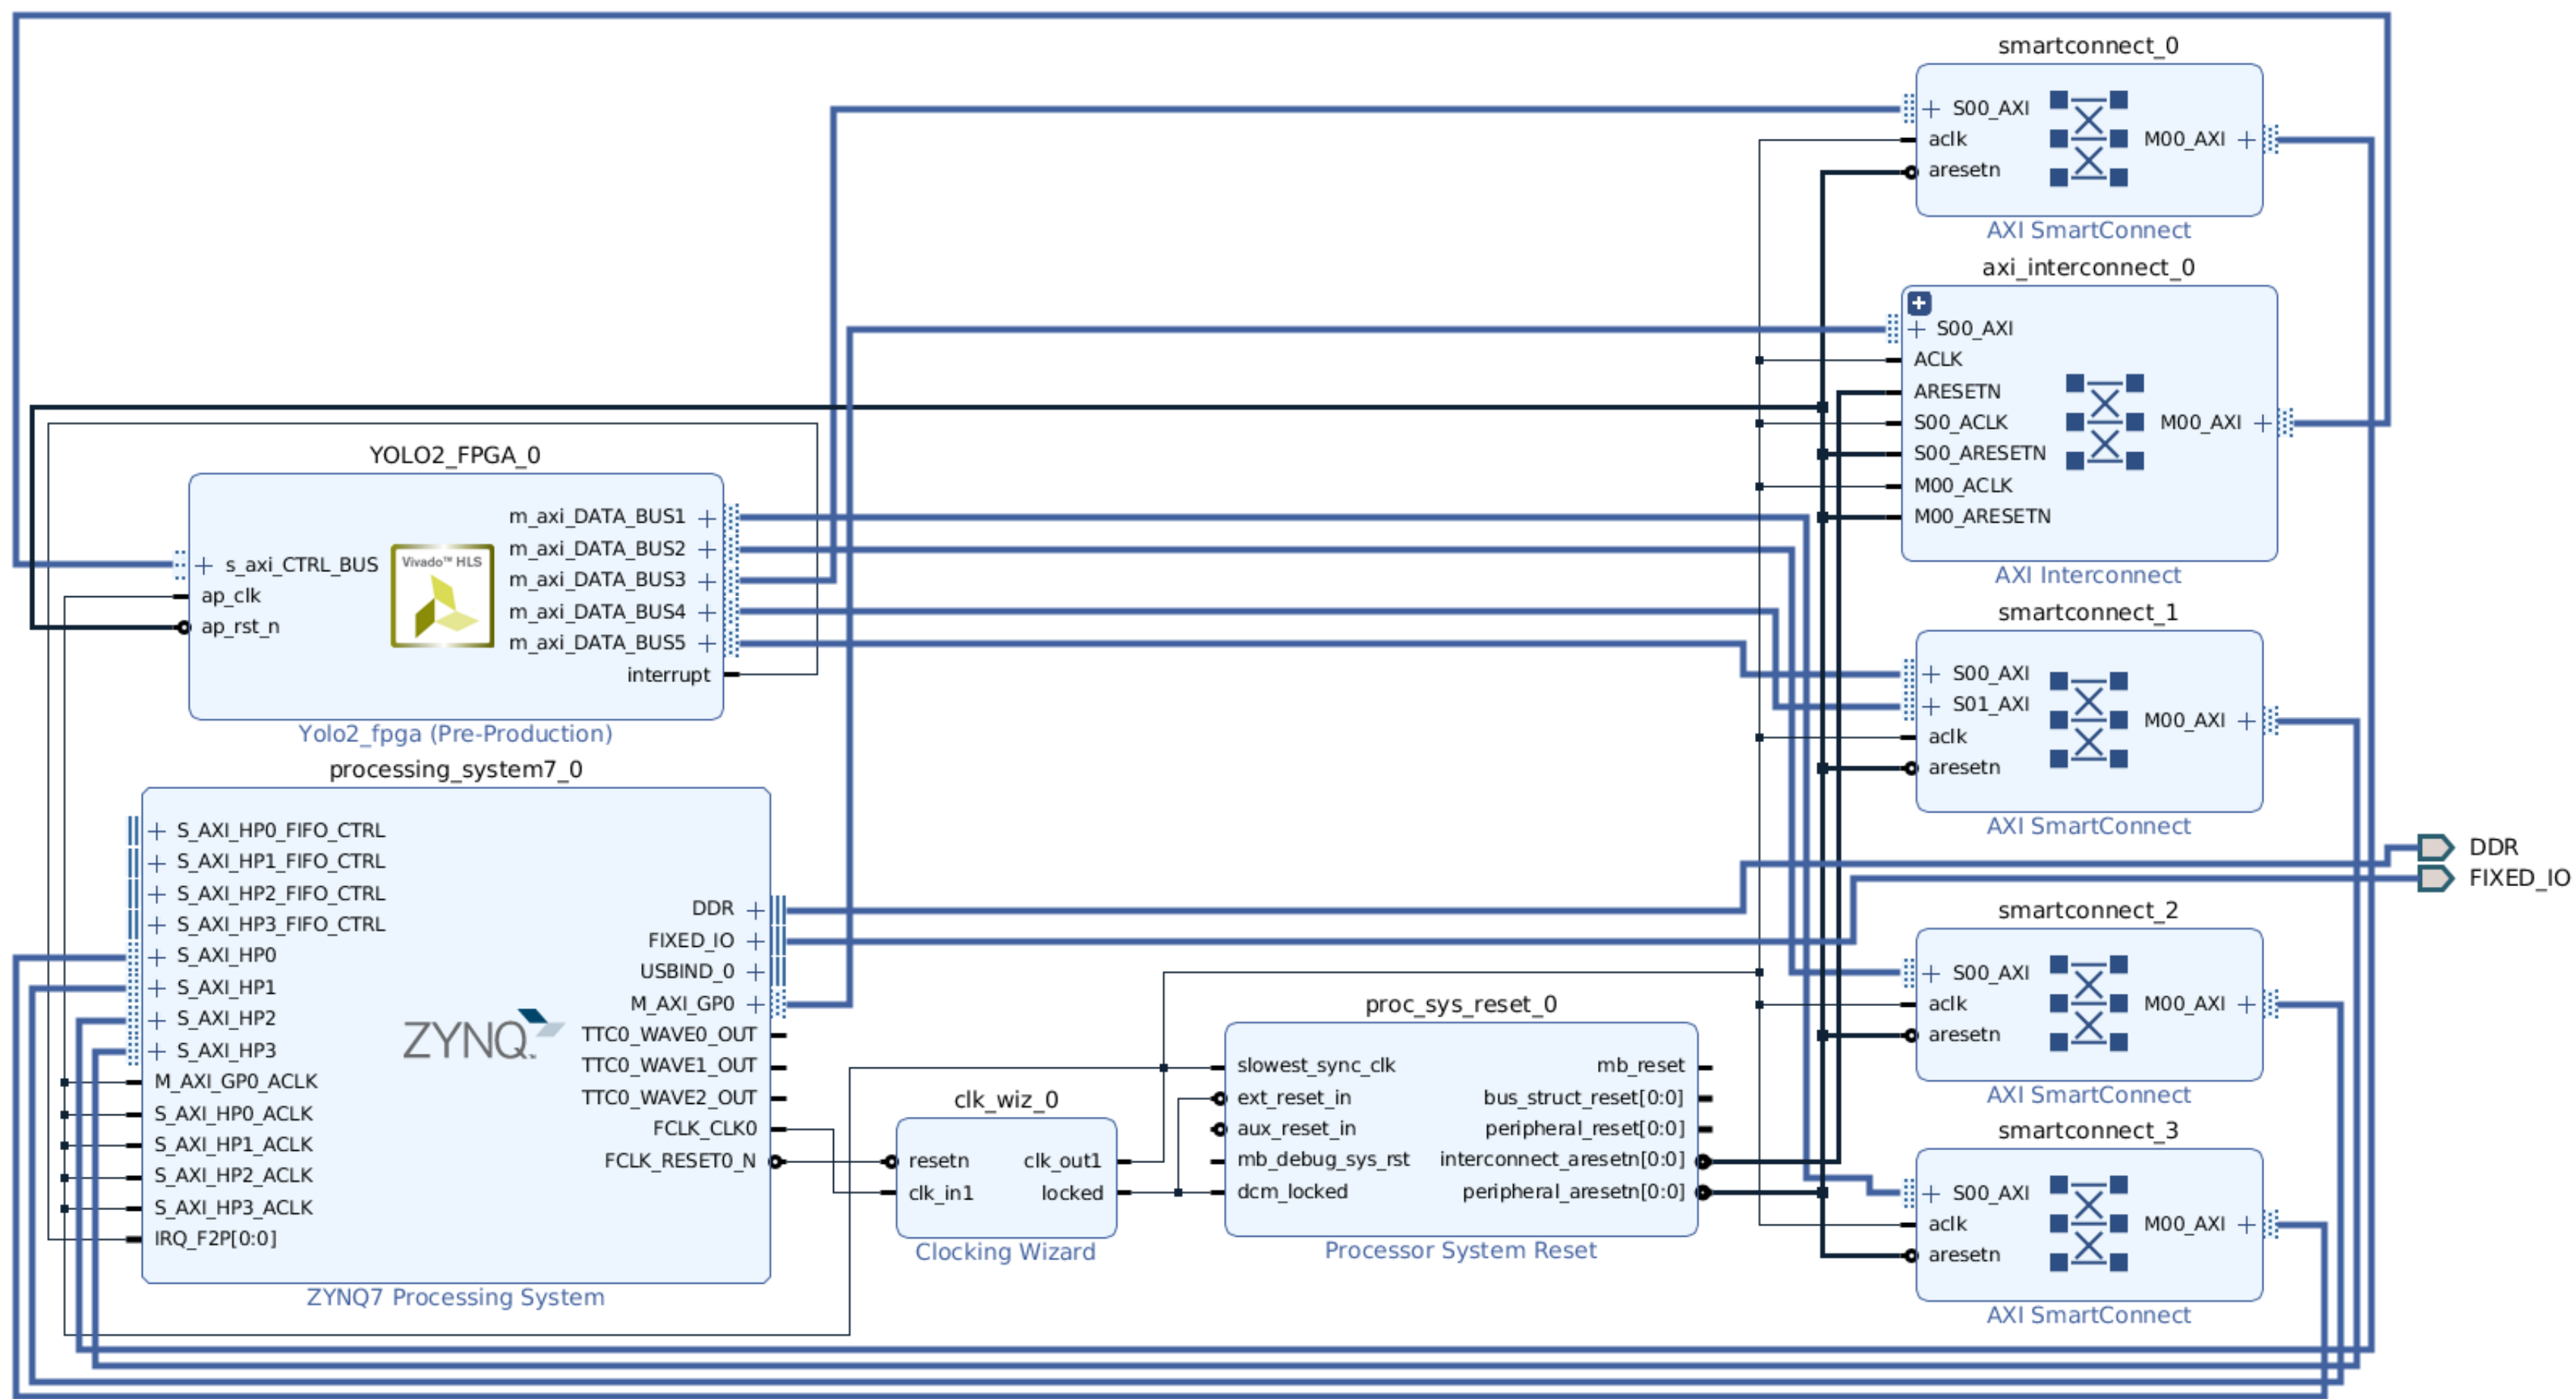 smartconnect_0
S00_AXI
aclk
aresetn
M00_AXI
AXI SmartConnect
axi_interconnect_0
S00_AXI
ACLK
ARESETN
S00_ACLK
S00_ARESETN
M00_ACLK
M00_ARESETN
M00_AXI
AXI Interconnect
YOLO2_FPGA_0
s_axi_CTRL_BUS
ap_clk
ap_rst_n
Vivado™ HLS
m_axi_DATA_BUS1
m_axi_DATA_BUS2
m_axi_DATA_BUS3
m_axi_DATA_BUS4
m_axi_DATA_BUS5
interrupt
Yolo2_fpga (Pre-Production)
smartconnect_1
S00_AXI
S01_AXI
aclk
aresetn
M00_AXI
AXI SmartConnect
processing_system7_0
S_AXI_HP0_FIFO_CTRL
S_AXI_HP1_FIFO_CTRL
S_AXI_HP2_FIFO_CTRL
S_AXI_HP3_FIFO_CTRL
S_AXI_HP0
S_AXI_HP1
S_AXI_HP2
S_AXI_HP3
M_AXI_GP0_ACLK
S_AXI_HP0_ACLK
S_AXI_HP1_ACLK
S_AXI_HP2_ACLK
S_AXI_HP3_ACLK
IRQ_F2P[0:0]
ZYNQ
DDR
FIXED_IO
USBIND_0
M_AXI_GP0
TTC0_WAVE0_OUT
TTC0_WAVE1_OUT
TTC0_WAVE2_OUT
FCLK_CLK0
FCLK_RESET0_N
ZYNQ7 Processing System
clk_wiz_0
resetn
clk_in1
clk_out1
locked
Clocking Wizard
proc_sys_reset_0
slowest_sync_clk
ext_reset_in
aux_reset_in
mb_debug_sys_rst
dcm_locked
mb_reset
bus_struct_reset[0:0]
peripheral_reset[0:0]
interconnect_aresetn[0:0]
peripheral_aresetn[0:0]
Processor System Reset
DDR
FIXED_IO
smartconnect_2
S00_AXI
aclk
aresetn
M00_AXI
AXI SmartConnect
smartconnect_3
S00_AXI
aclk
aresetn
M00_AXI
AXI SmartConnect